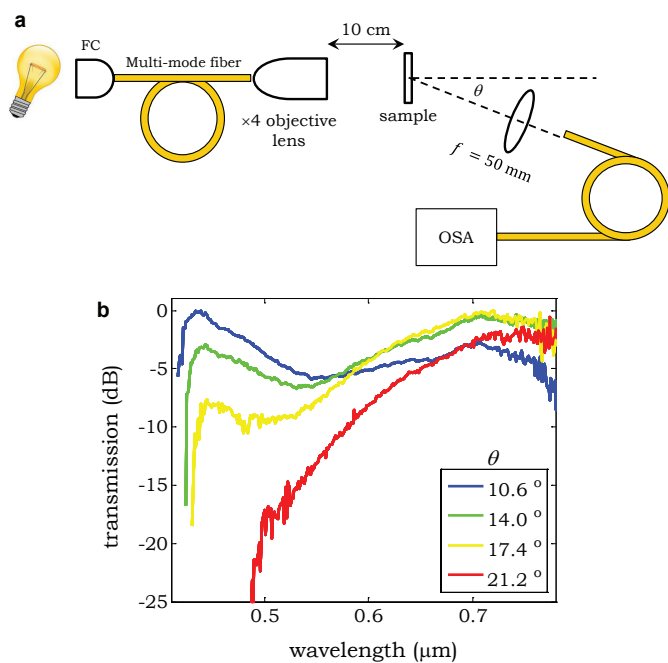 a
FC
Multi-mode fiber
×4 objective
lens
10 cm
sample
θ
f = 50 mm
OSA
b
0
-5
-10
-15
-20
-25
transmission (dB)
0.5
0.6
0.7
wavelength (μm)
θ
10.6 º
14.0 º
17.4 º
21.2 º